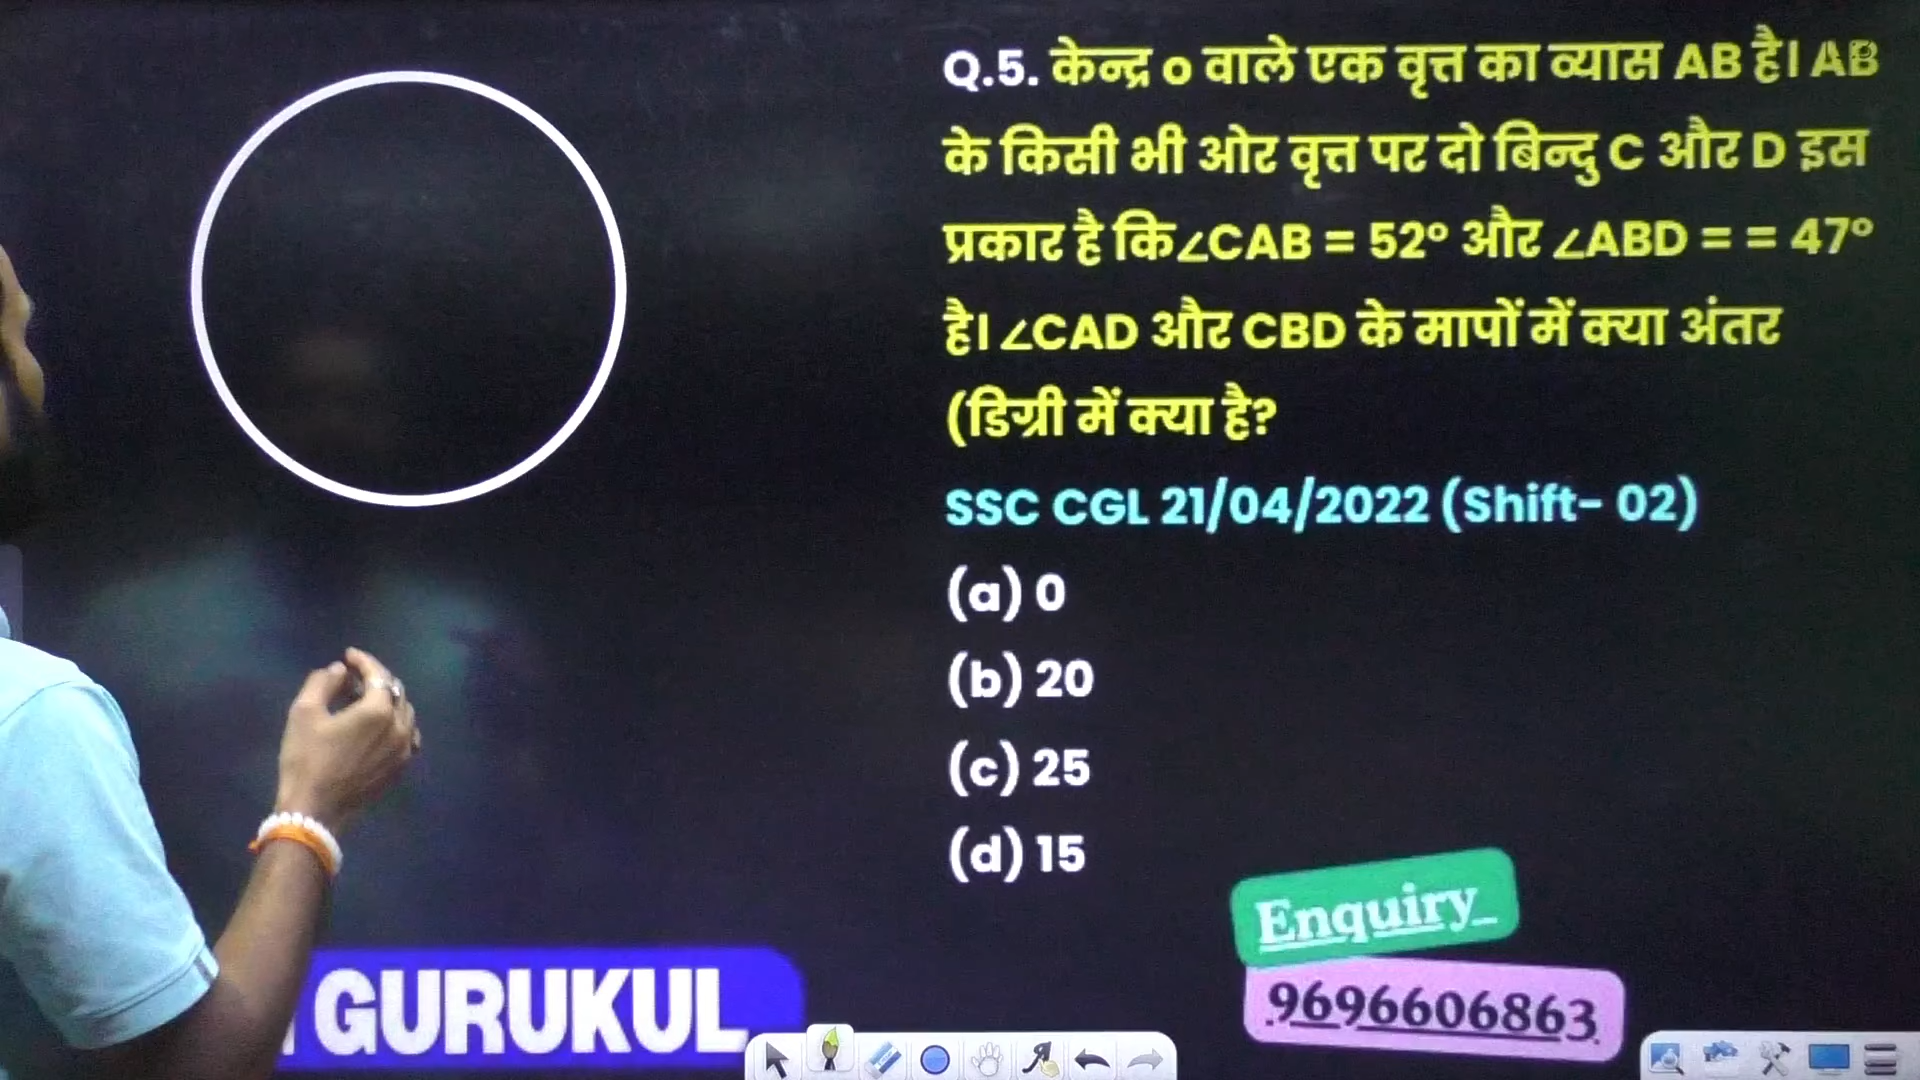 Q.5. केन्द्र o वाले एक वृत्त का व्यास AB है। AB
के किसी भी ओर वृत्त पर दो बिन्दु C और D इस
प्रकार है कि∠CAB = 52° और ∠ABD = = 47°
है। ∠CAD और CBD के मापों में क्या अंतर
(डिग्री में क्या है?
SSC CGL 21/04/2022 (Shift- 02)
(a) 0
(b) 20
(c) 25
(d) 15
Enquiry
9696606863
GURUKUL